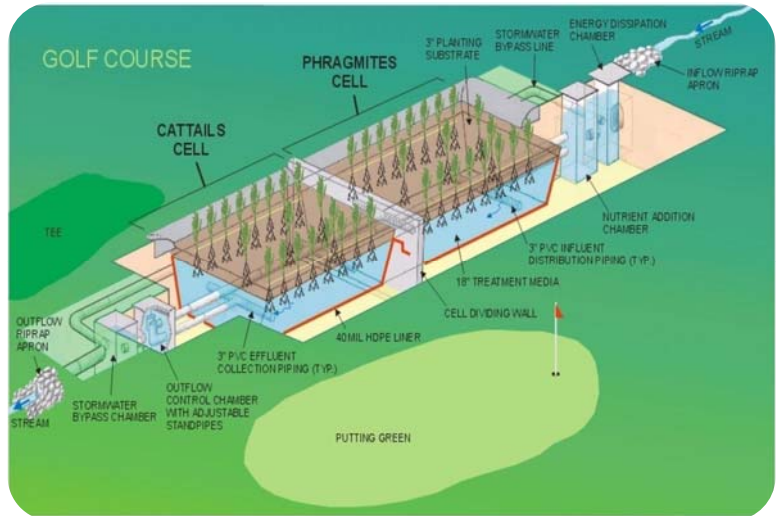 GOLF COURSE
PHRAGMITES
CELL
CATTAILS
CELL
3" PLANTING
SUBSTRATE
STORMWATER
BYPASS LINE
ENERGY DISSIPATION
CHAMBER
STREAM
INFLOW RIPRAP
APRON
NUTRIENT ADDITION
CHAMBER
3" PVC INFLUENT
DISTRIBUTION PIPING (TYP.)
18" TREATMENT MEDIA
CELL DIVIDING WALL
40 MIL HDPE LINER
3" PVC EFFLUENT
COLLECTION PIPING (TYP.)
TEE
OUTFLOW
RIPRAP
APRON
STREAM
STORMWATER
BYPASS CHAMBER
OUTFLOW
CONTROL CHAMBER
WITH ADJUSTABLE
STANDPIPES
PUTTING GREEN